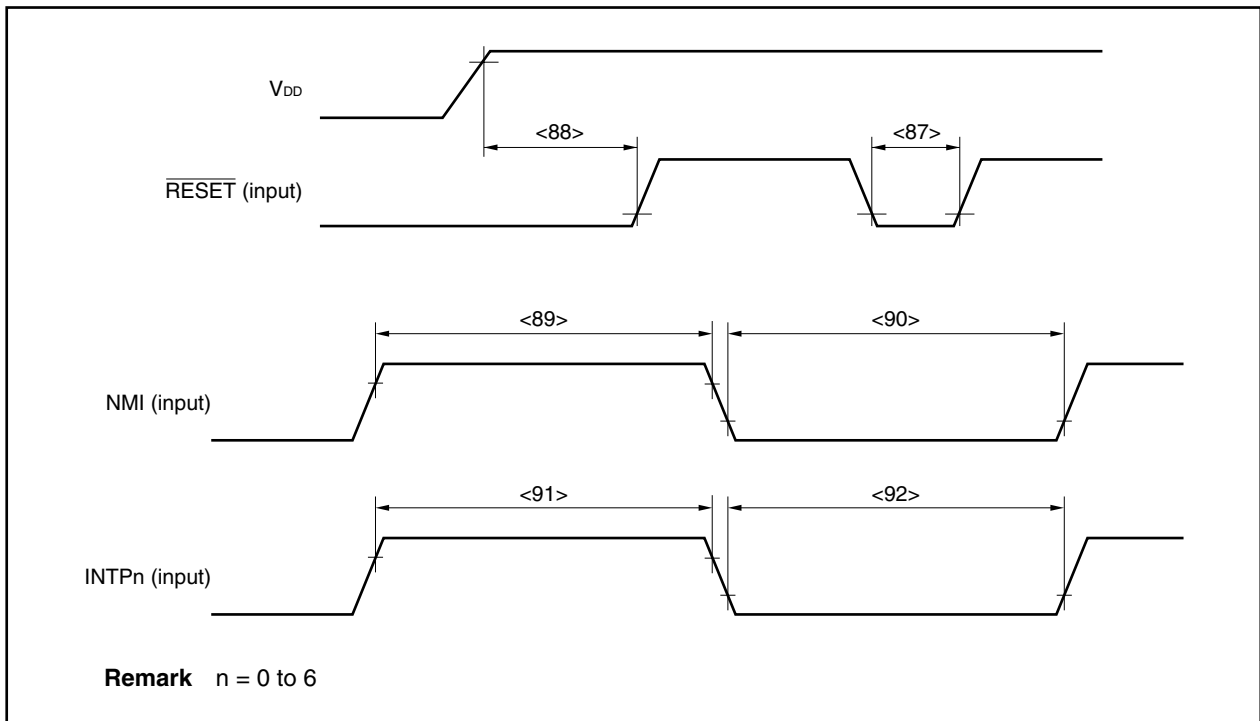 VDD
<88>
<87>
RESET (input)
<89>
<90>
NMI (input)
<91>
<92>
INTPn (input)
Remark n = 0 to 6